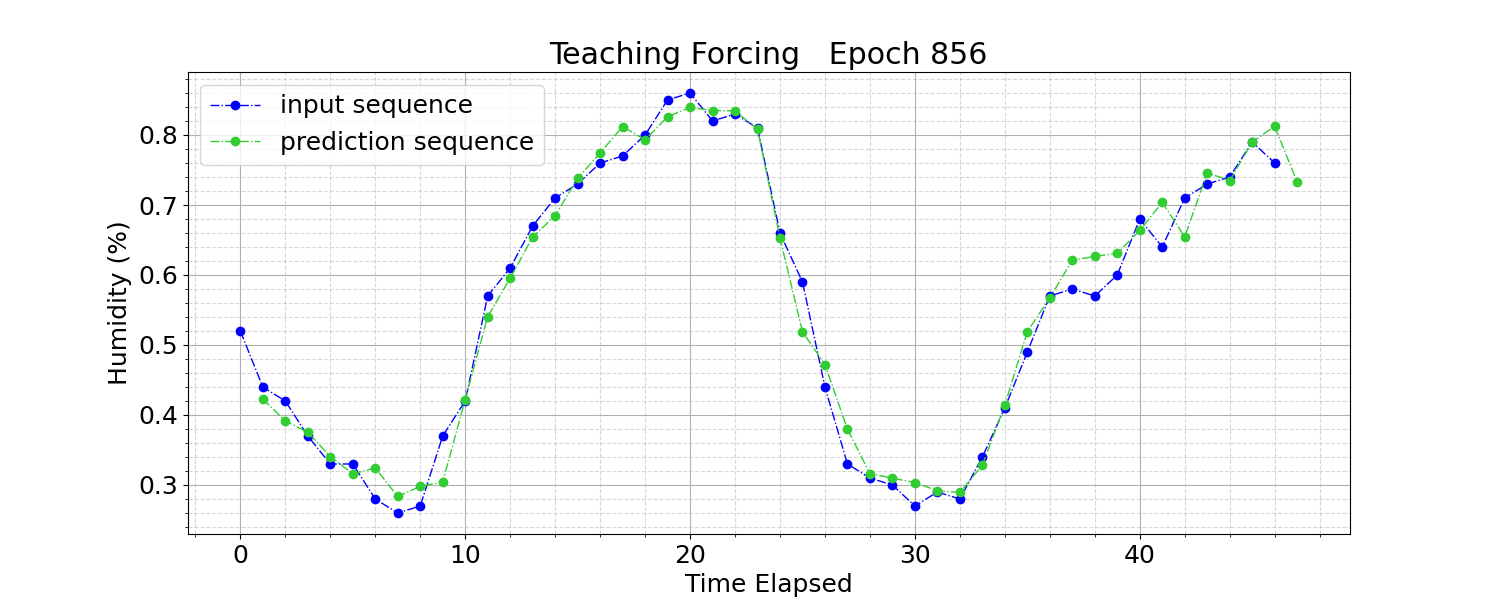 Teaching Forcing   Epoch 856
input sequence
prediction sequence
Humidity (%)
0.8
0.7
0.6
0.5
0.4
0.3
0 10 20 30 40
Time Elapsed